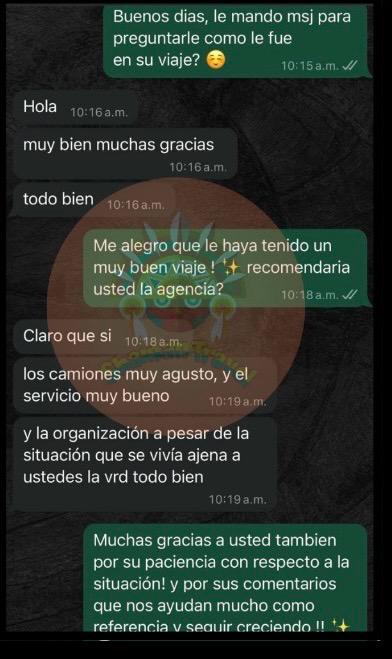 Buenos dias, le mando msj para
preguntarle como le fue
en su viaje? ☺️
10:15 a.m.
Hola
10:16 a.m.
muy bien muchas gracias
10:16 a.m.
todo bien
10:16 a.m.
Me alegro que le haya tenido un
muy buen viaje ! ✨ recomendaria
usted la agencia?
10:18 a.m.
Claro que si
10:18 a.m.
los camiones muy agusto, y el
servicio muy bueno
10:19 a.m.
y la organización a pesar de la
situación que se vivía ajena a
ustedes la vrd todo bien
10:19 a.m.
Muchas gracias a usted tambien
por su paciencia con respecto a la
situación! y por sus comentarios
que nos ayudan mucho como
referencia y seguir creciendo !! ✨